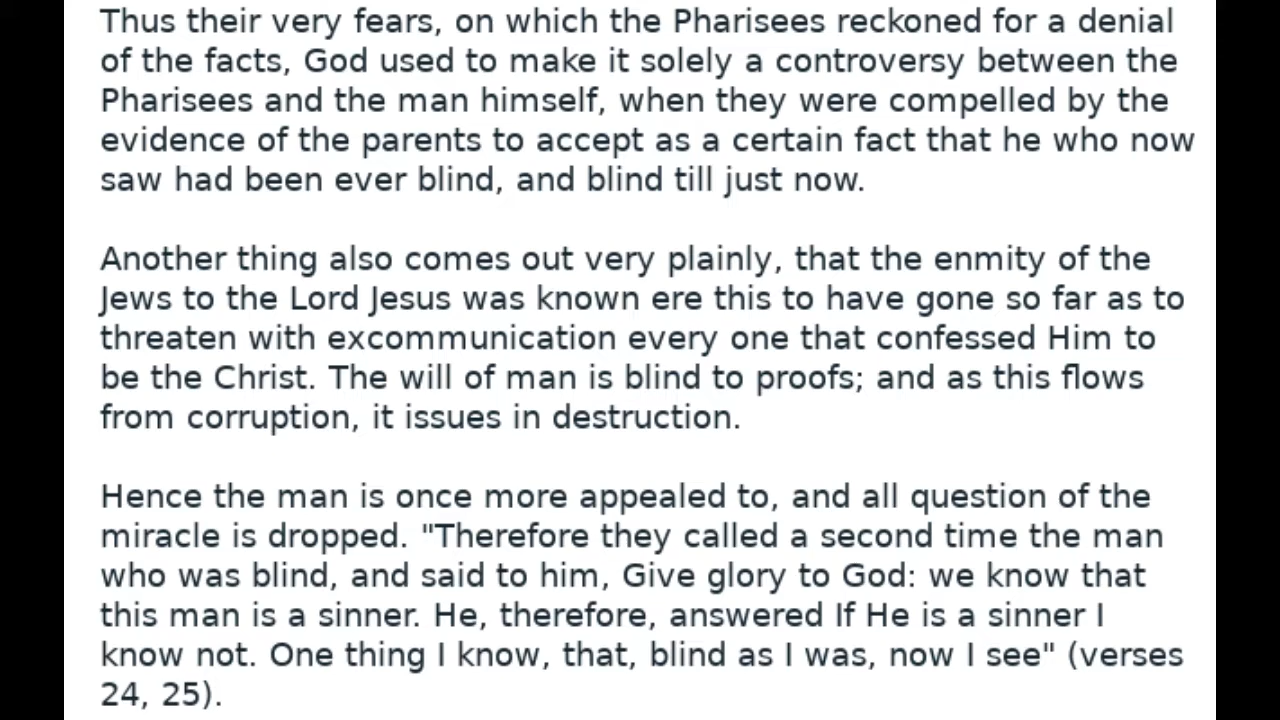 Thus their very fears, on which the Pharisees reckoned for a denial
of the facts, God used to make it solely a controversy between the
Pharisees and the man himself, when they were compelled by the
evidence of the parents to accept as a certain fact that he who now
saw had been ever blind, and blind till just now.
Another thing also comes out very plainly, that the enmity of the
Jews to the Lord Jesus was known ere this to have gone so far as to
threaten with excommunication every one that confessed Him to
be the Christ. The will of man is blind to proofs; and as this flows
from corruption, it issues in destruction.
Hence the man is once more appealed to, and all question of the
miracle is dropped. "Therefore they called a second time the man
who was blind, and said to him, Give glory to God: we know that
this man is a sinner. He, therefore, answered If He is a sinner I
know not. One thing I know, that, blind as I was, now I see" (verses
24, 25).